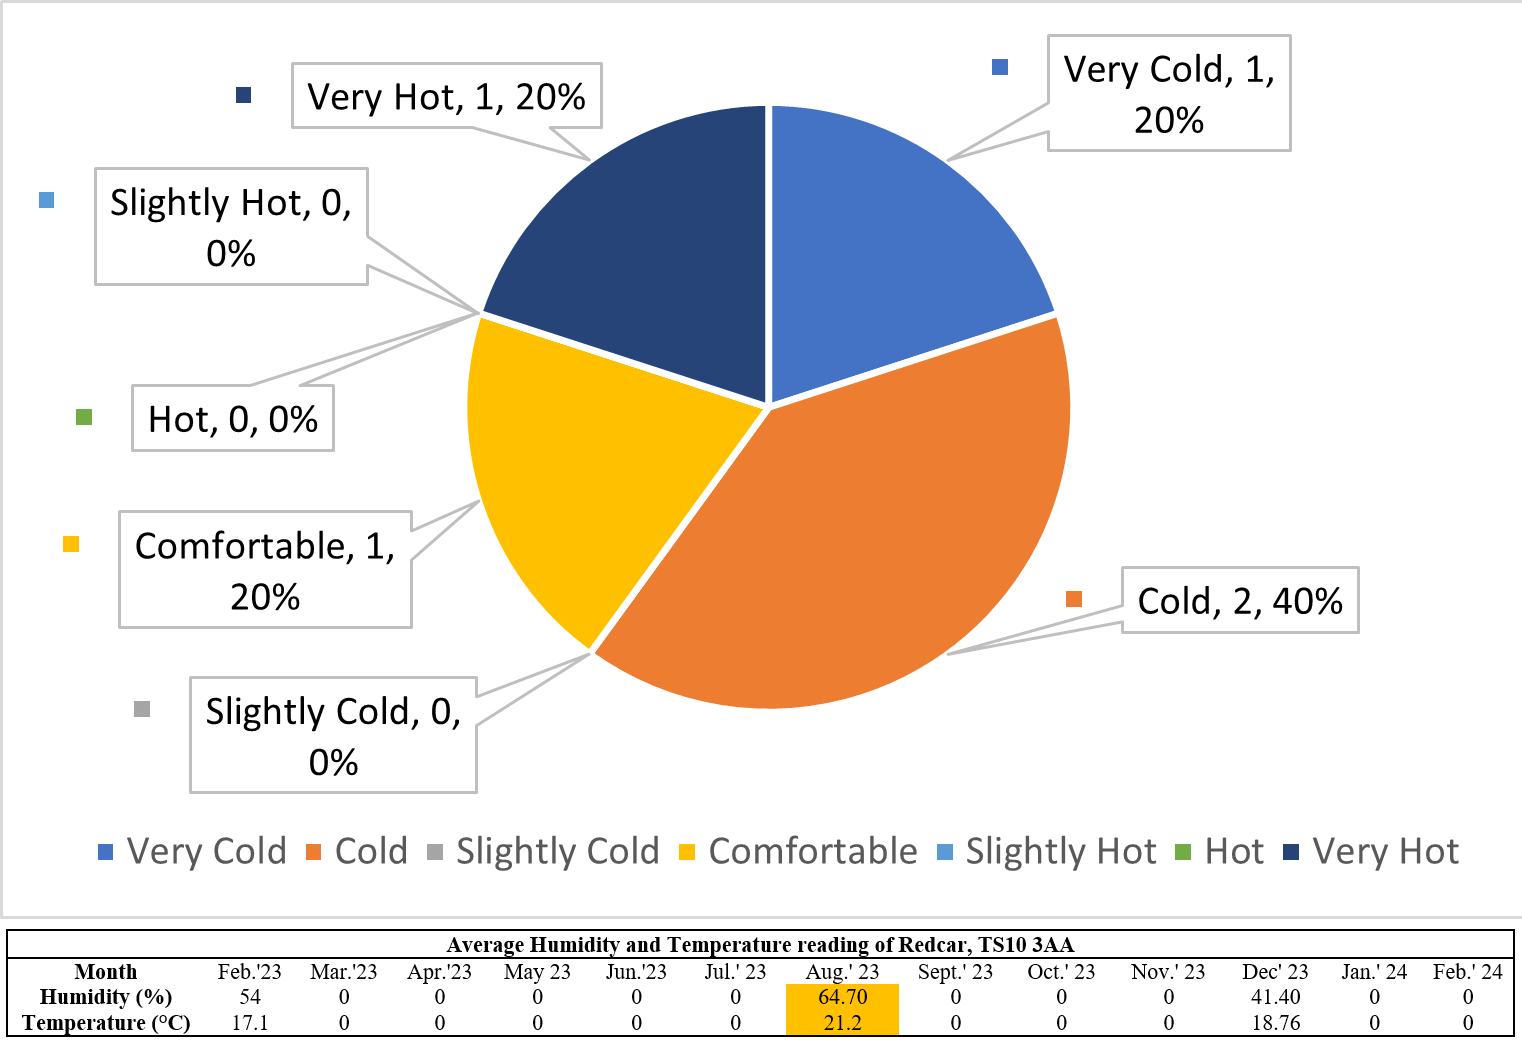 Very Hot, 1, 20%
Very Cold, 1,
20%
Slightly Hot, 0,
0%
Hot, 0, 0%
Comfortable, 1,
20%
Cold, 2, 40%
Slightly Cold, 0,
0%
Very Cold Cold Slightly Cold Comfortable Slightly Hot Hot Very Hot
Average Humidity and Temperature reading of Redcar, TS10 3AA
Month Feb.'23 Mar.'23 Apr.'23 May 23 Jun.'23 Jul.' 23 Aug.' 23 Sept.' 23 Oct.' 23 Nov.' 23 Dec' 23 Jan.' 24 Feb.' 24
Humidity (%) 54 0 0 0 0 0 64.70 0 0 0 41.40 0 0
Temperature (°C) 17.1 0 0 0 0 0 21.2 0 0 0 18.76 0 0